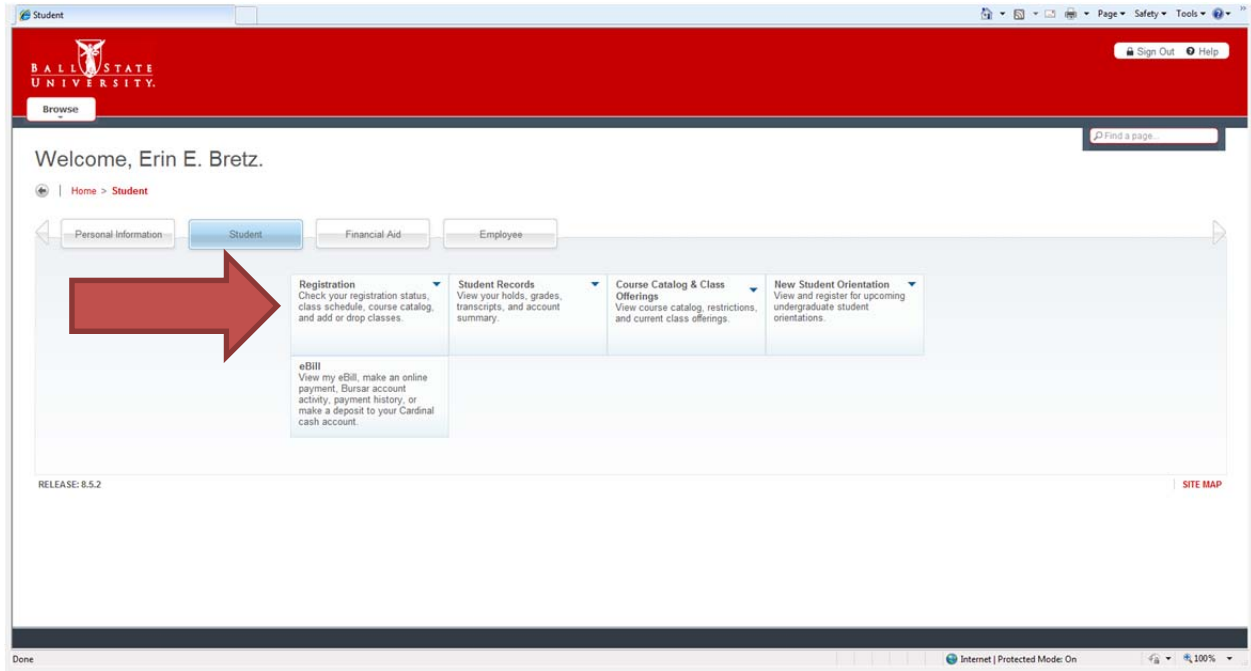 Student
Page Safety Tools
Sign Out Help
BALL STATE
UNIVERSITY.
Browse
Find a page...
Welcome, Erin E. Bretz.
Home > Student
Personal Information Student Financial Aid Employee
Registration
Check your registration status,
class schedule, course catalog,
and add or drop classes.
Student Records
View your holds, grades,
transcripts, and account
summary.
Course Catalog & Class
Offerings
View course catalog, restrictions,
and current class offerings.
New Student Orientation
View and register for upcoming
undergraduate student
orientations.
eBill
View my eBill, make an online
payment, Bursar account
activity, payment history, or
make a deposit to your Cardinal
cash account.
RELEASE: 8.5.2
SITE MAP
Done
Internet | Protected Mode: On
100%